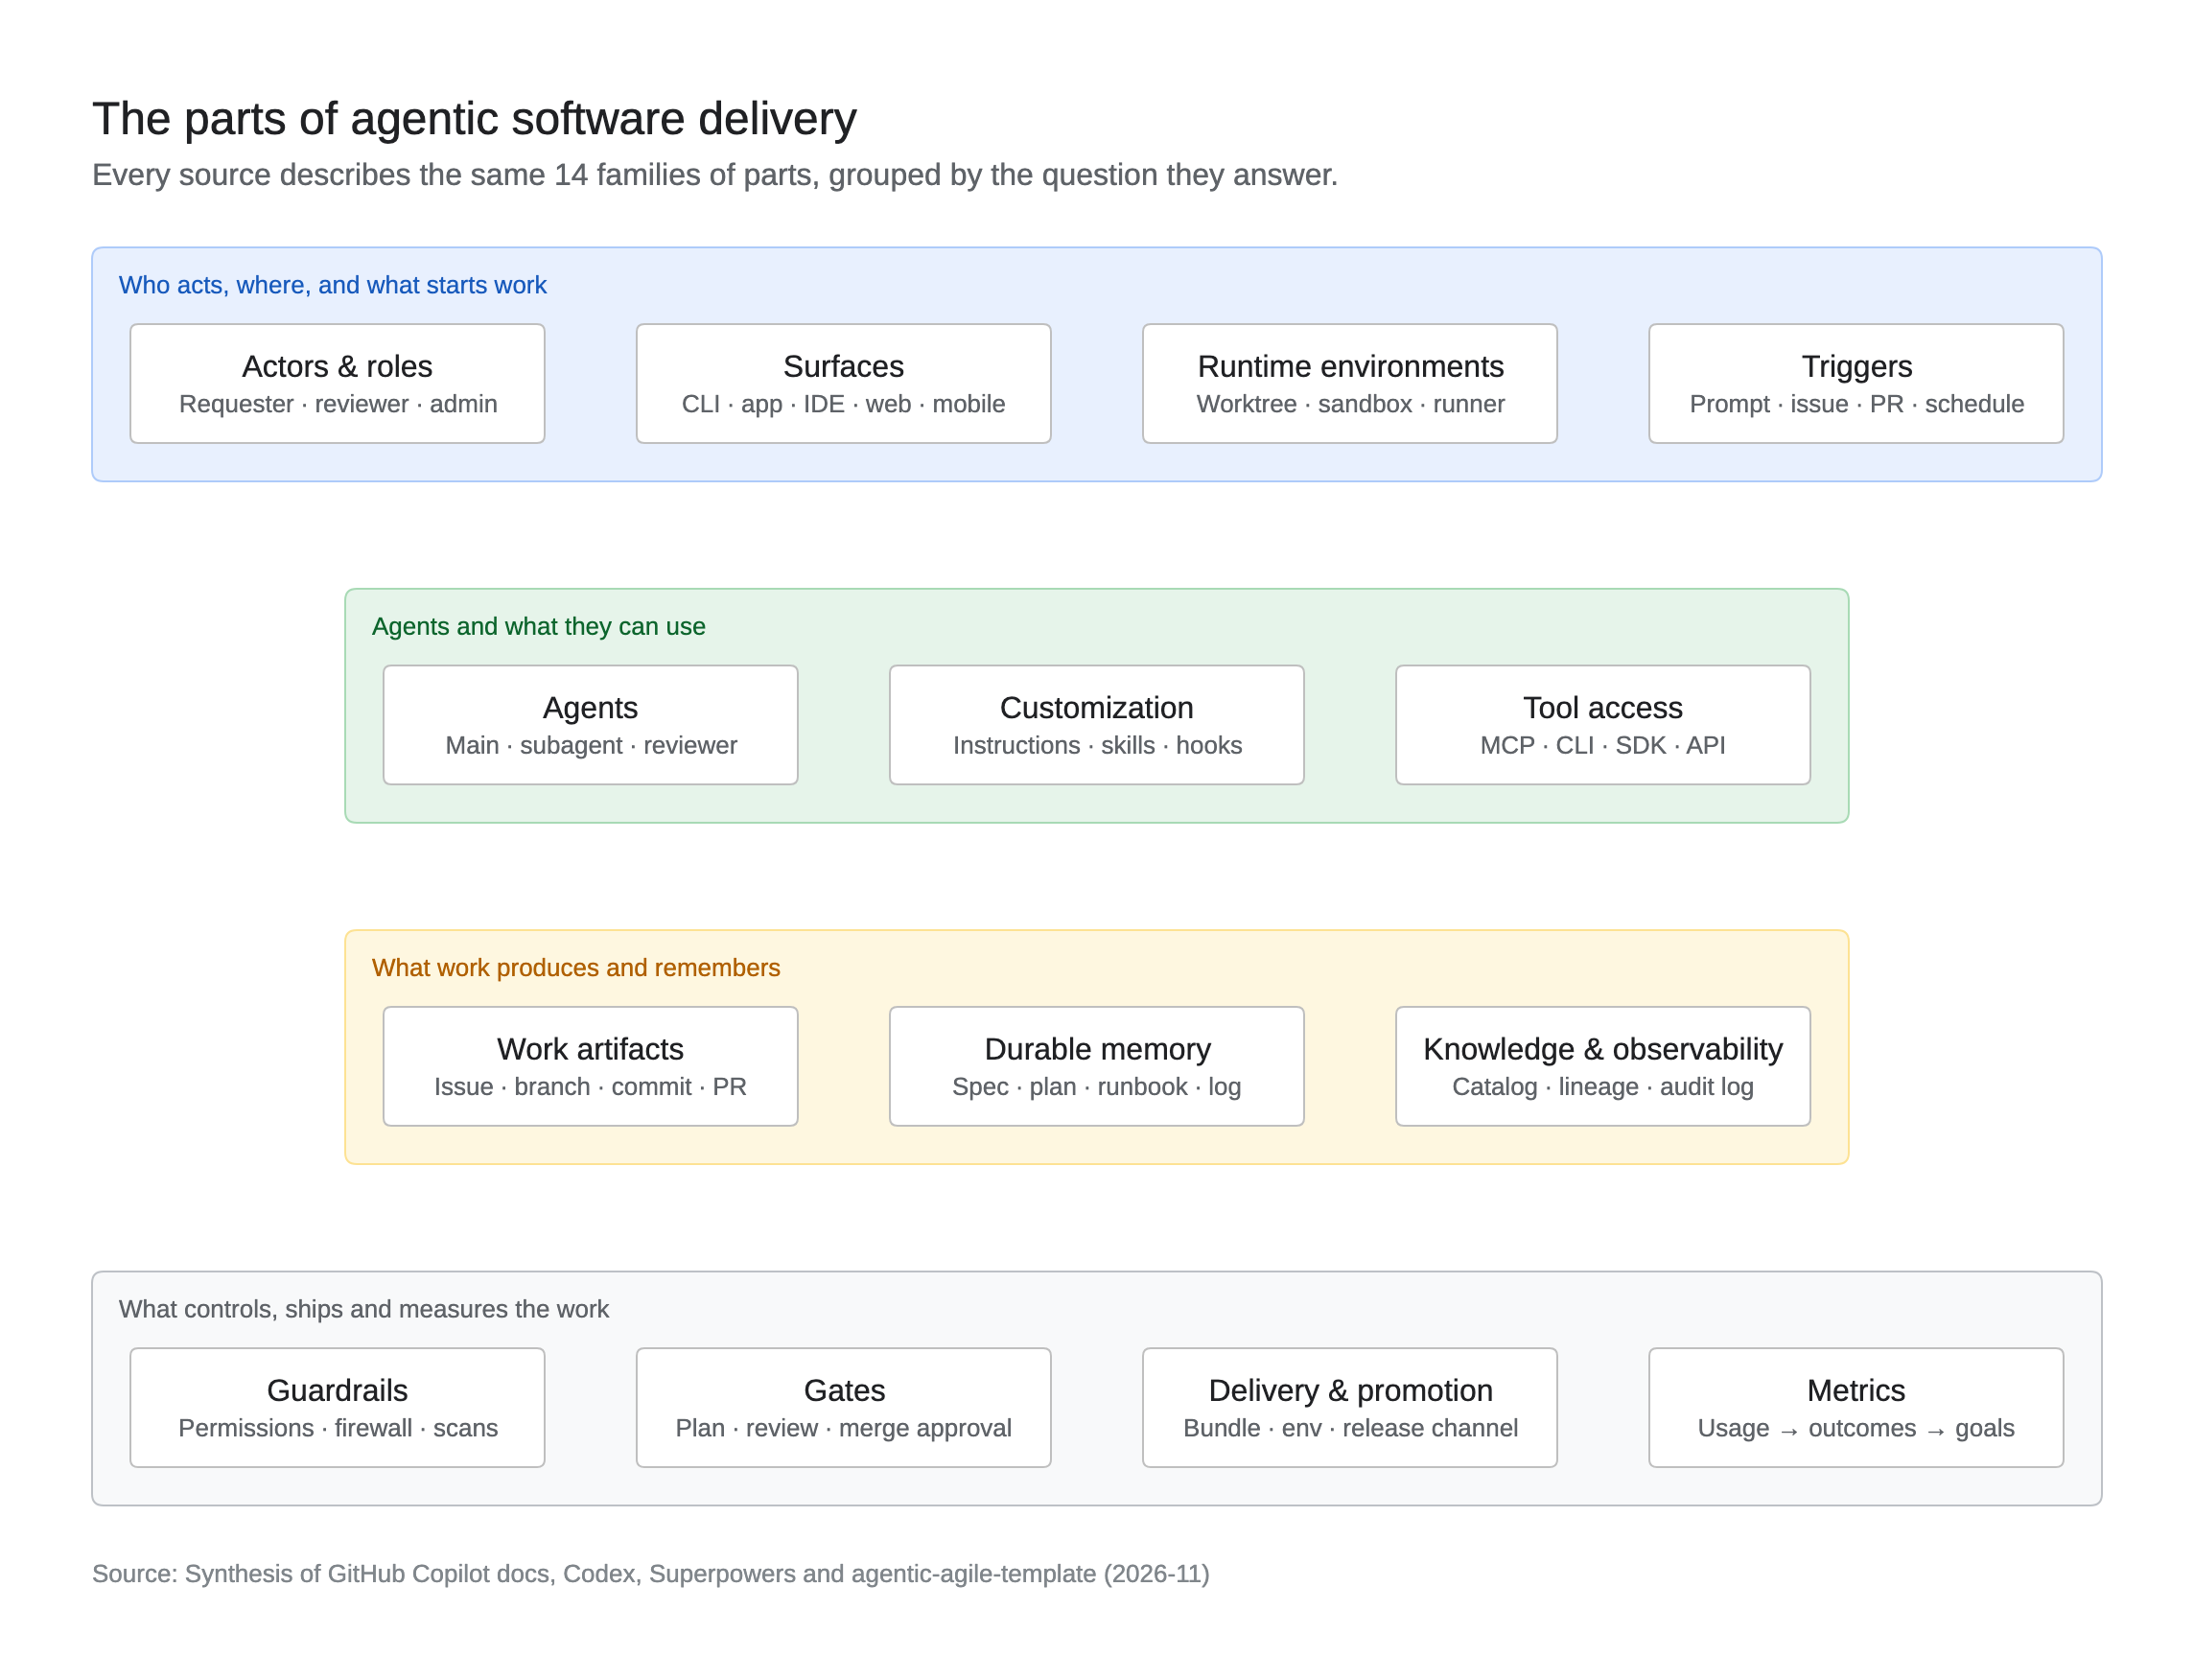 The parts of agentic software delivery
Every source describes the same 14 families of parts, grouped by the question they answer.
Who acts, where, and what starts work
Actors & roles
Requester · reviewer · admin
Surfaces
CLI · app · IDE · web · mobile
Runtime environments
Worktree · sandbox · runner
Triggers
Prompt · issue · PR · schedule
Agents and what they can use
Agents
Main · subagent · reviewer
Customization
Instructions · skills · hooks
Tool access
MCP · CLI · SDK · API
What work produces and remembers
Work artifacts
Issue · branch · commit · PR
Durable memory
Spec · plan · runbook · log
Knowledge & observability
Catalog · lineage · audit log
What controls, ships and measures the work
Guardrails
Permissions · firewall · scans
Gates
Plan · review · merge approval
Delivery & promotion
Bundle · env · release channel
Metrics
Usage → outcomes → goals
Source: Synthesis of GitHub Copilot docs, Codex, Superpowers and agentic-agile-template (2026-11)